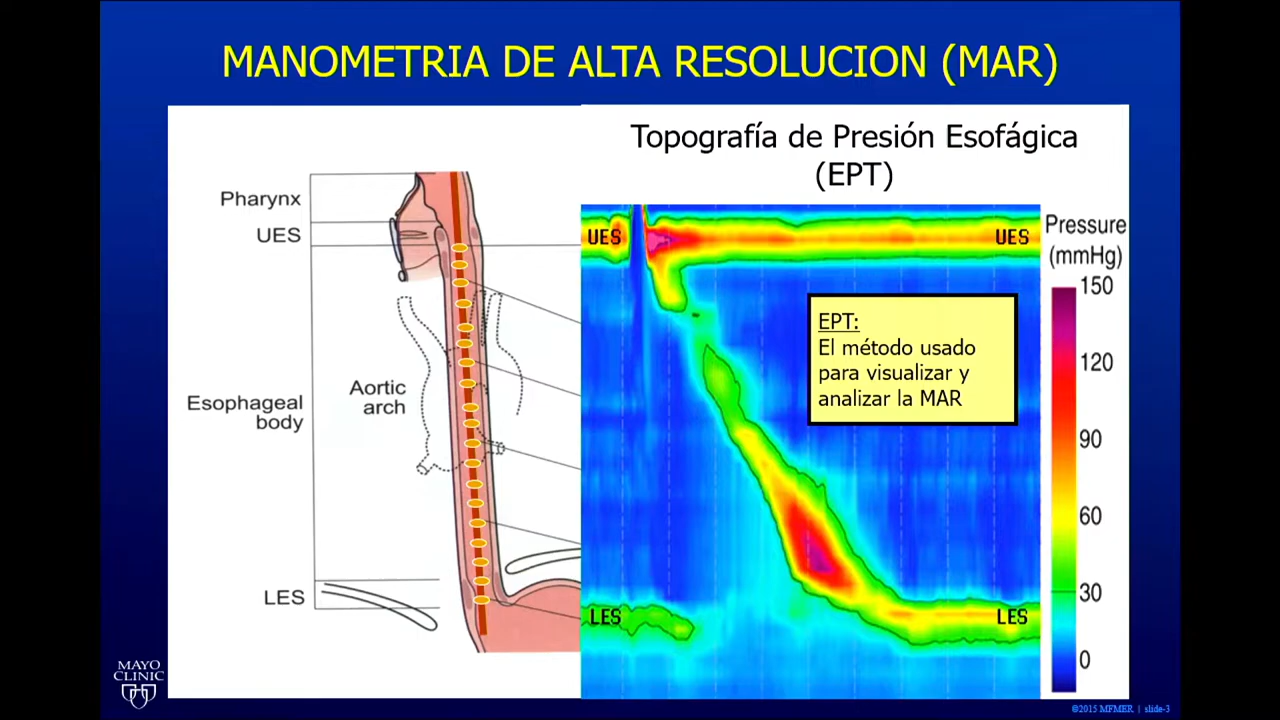 MANOMETRIA DE ALTA RESOLUCION (MAR)
Topografía de Presión Esofágica
(EPT)
Pharynx
UES
Aortic
arch
Esophageal
body
LES
UES
UES
LES
LES
EPT:
El método usado
para visualizar y
analizar la MAR
Pressure
(mmHg)
150
120
90
60
30
0
MAYO
CLINIC
©2015 MFMER | slide-3